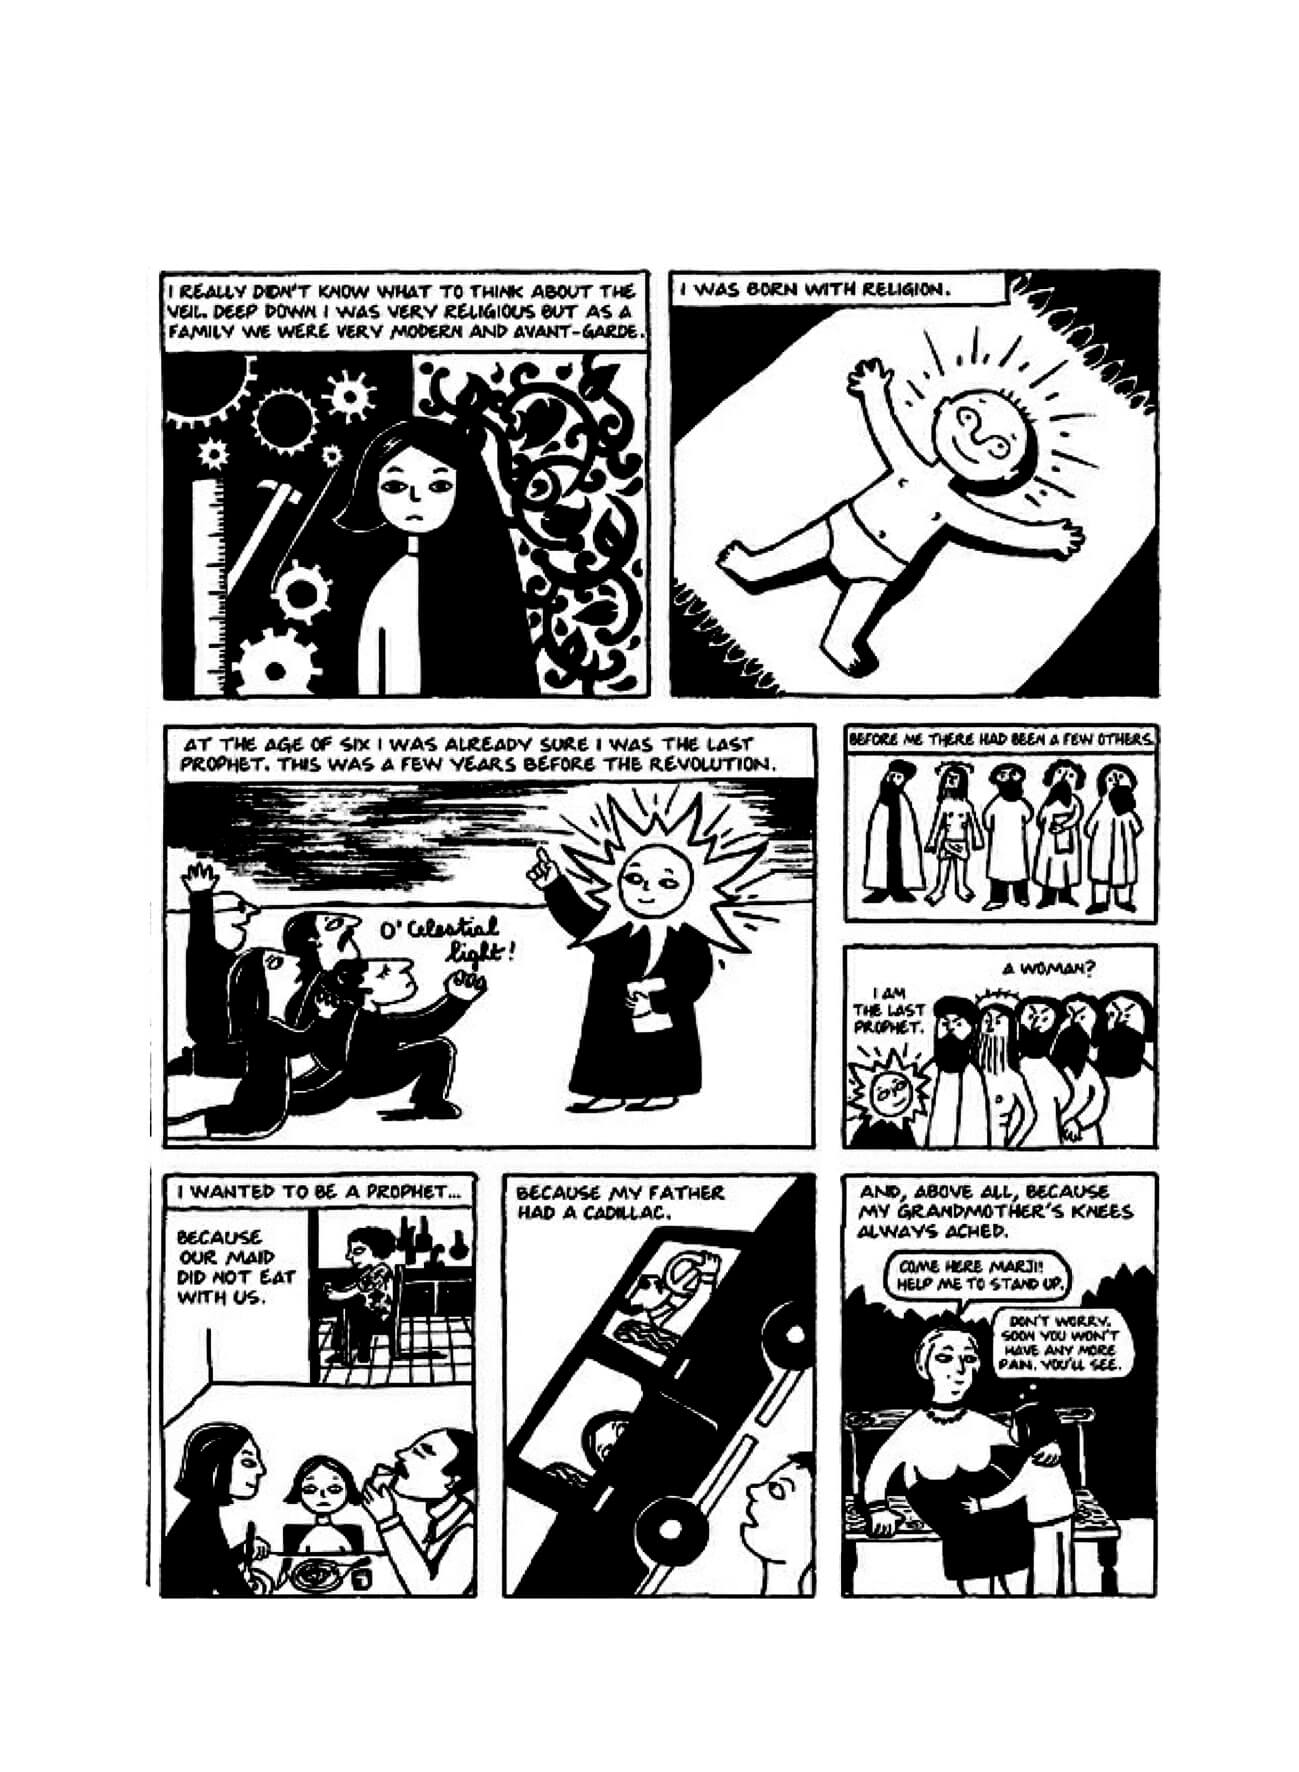 I REALLY DIDN'T KNOW WHAT TO THINK ABOUT THE
VEIL. DEEP DOWN I WAS VERY RELIGIOUS BUT AS A
FAMILY WE WERE VERY MODERN AND AVANT-GARDE.
I WAS BORN WITH RELIGION.
AT THE AGE OF SIX I WAS ALREADY SURE I WAS THE LAST
PROPHET. THIS WAS A FEW YEARS BEFORE THE REVOLUTION.
O' Celestial
light!
BEFORE ME THERE HAD BEEN A FEW OTHERS.
I AM
THE LAST
PROPHET.
A WOMAN?
I WANTED TO BE A PROPHET...
BECAUSE
OUR MAID
DID NOT EAT
WITH US.
BECAUSE MY FATHER
HAD A CADILLAC.
AND, ABOVE ALL, BECAUSE
MY GRANDMOTHER'S KNEES
ALWAYS ACHED.
COME HERE MARJI!
HELP ME TO STAND UP.
DON'T WORRY.
SOON YOU WON'T
HAVE ANY MORE
PAIN. YOU'LL SEE.